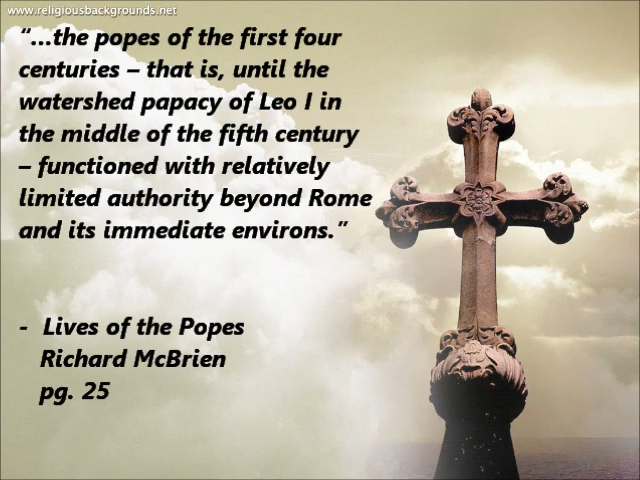 www.religiousbackgrounds.net
“...the popes of the first four
centuries – that is, until the
watershed papacy of Leo I in
the middle of the fifth century
– functioned with relatively
limited authority beyond Rome
and its immediate environs.”
- Lives of the Popes
Richard McBrien
pg. 25